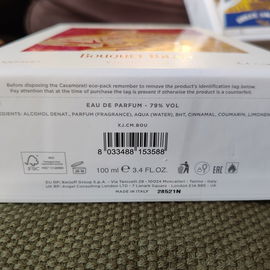 BOUQUET IDEALE
Before disposing the Casamorati eco-pack remember to remove the product's identification tag below.
Pay attention that at the time of purchase the tag is present if otherwise the product is a counterfeit.
EAU DE PARFUM - 79% VOL
INGREDIENTS: ALCOHOL DENAT., PARFUM (FRAGRANCE), AQUA (WATER), BHT, CINNAMAL, COUMARIN, LIMONENE
XJ.CM.BOU
8 033488 153588
100 ml ℮ 3.4 FL.OZ.
FSC
MADE IN ITALY 28521N